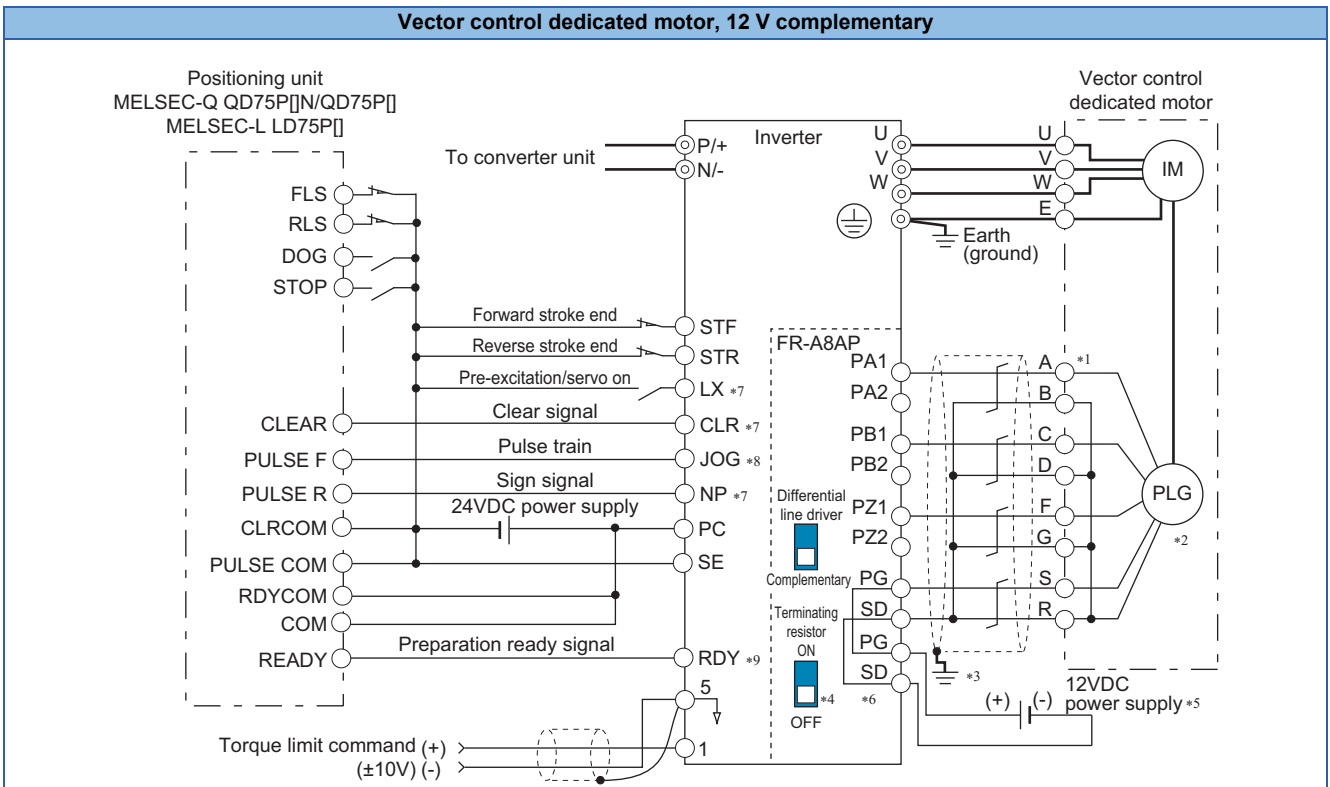 Vector control dedicated motor, 12 V complementary
Positioning unit
MELSEC-Q QD75P[]N/QD75P[]
MELSEC-L LD75P[]
FLS
RLS
DOG
STOP
CLEAR
PULSE F
PULSE R
CLRCOM
PULSE COM
RDYCOM
COM
READY
To converter unit
Forward stroke end
Reverse stroke end
Pre-excitation/servo on
Clear signal
Pulse train
Sign signal
24VDC power supply
Preparation ready signal
Torque limit command (+)
(±10V) (-)
Inverter
P/+
N/-
STF
STR
LX *7
CLR *7
JOG *8
NP *7
PC
SE
RDY *9
5
1
U
V
W
Earth
(ground)
FR-A8AP
PA1
PA2
PB1
PB2
PZ1
PZ2
PG
SD
PG
SD
*6
Differential
line driver
Complementary
Terminating
resistor
ON
*4
OFF
*3
Vector control
dedicated motor
U
V
W
E
IM
A *1
B
C
D
F
G
S
R
PLG
*2
12VDC
power supply *5
(+) (-)